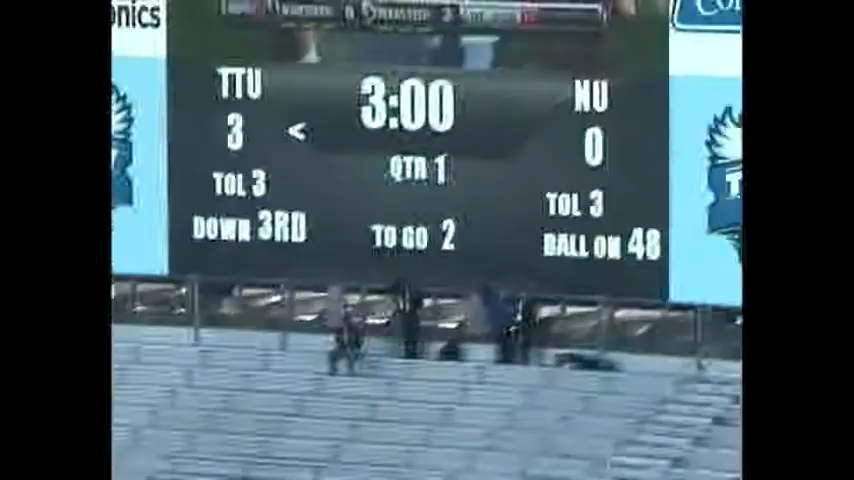 onics
Co
TTU
3:00
NU
3 <
0
QTR 1
TOL 3
TOL 3
DOWN 3RD
TO GO 2
BALL ON 48
T